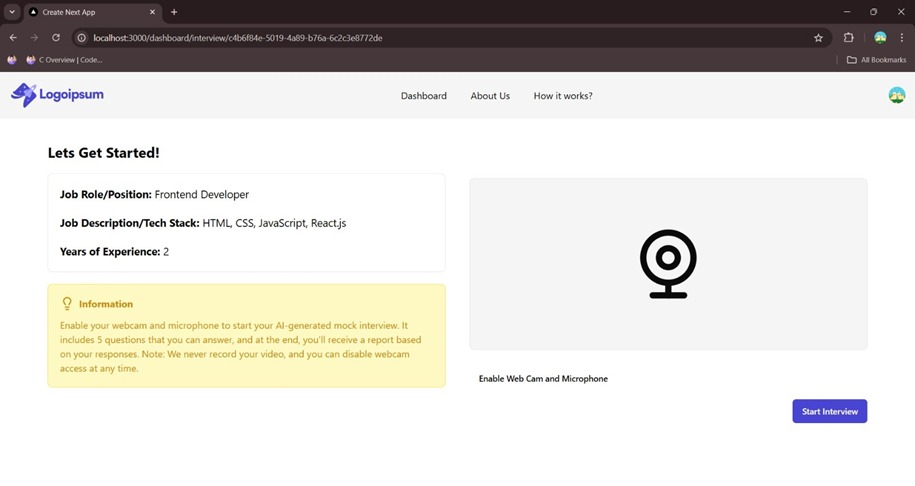 Create Next App
localhost:3000/dashboard/interview/c4b6f84e-5019-4a89-b76a-6c2c3e8772de
C Overview | Code...
All Bookmarks
Logoipsum
Dashboard
About Us
How it works?
Lets Get Started!
Job Role/Position: Frontend Developer
Job Description/Tech Stack: HTML, CSS, JavaScript, React.js
Years of Experience: 2
Information
Enable your webcam and microphone to start your AI-generated mock interview. It
includes 5 questions that you can answer, and at the end, you'll receive a report based
on your responses. Note: We never record your video, and you can disable webcam
access at any time.
Enable Web Cam and Microphone
Start Interview